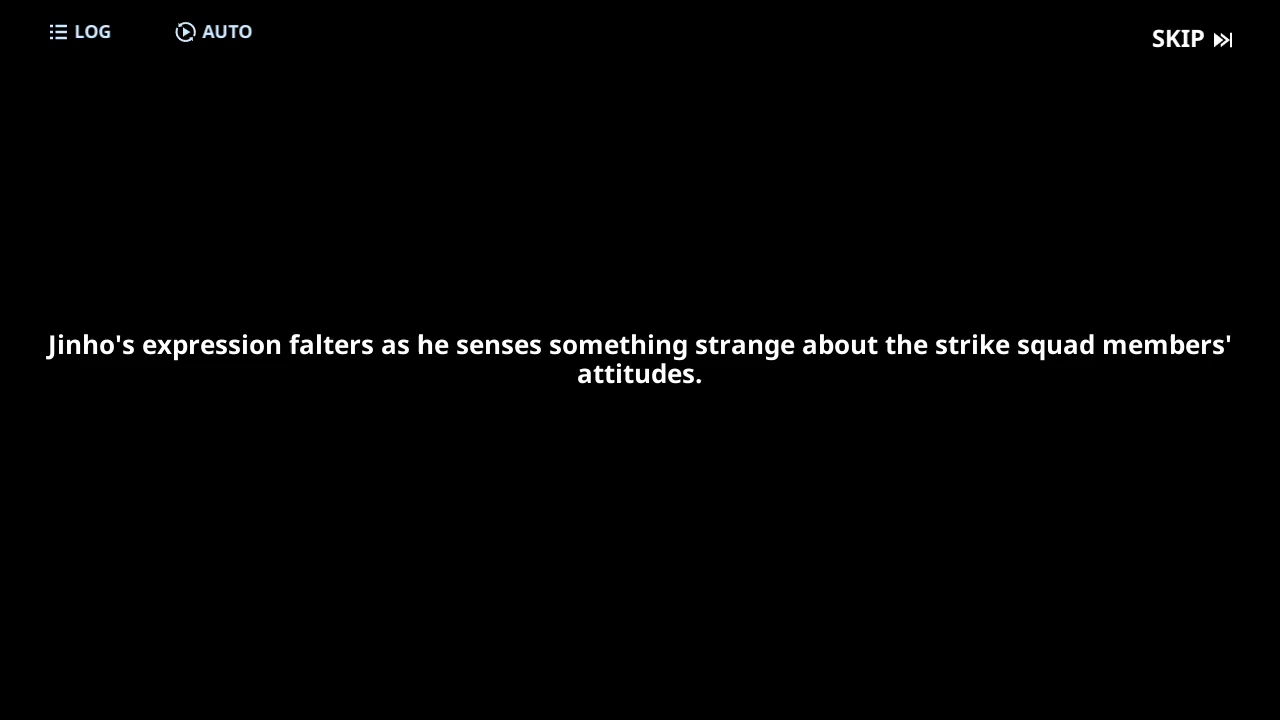 LOG
AUTO
SKIP
Jinho's expression falters as he senses something strange about the strike squad members'
attitudes.